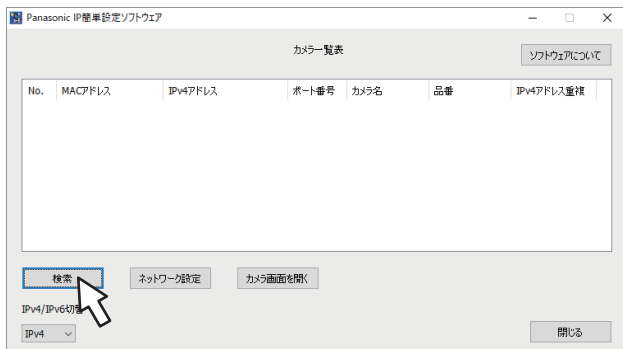 Panasonic IP簡単設定ソフトウェア
カメラ一覧表
ソフトウェアについて
No. MACアドレス IPv4アドレス ポート番号 カメラ名 品番 IPv4アドレス重複
検索 ネットワーク設定 カメラ画面を開く
IPv4/IPv6切替
IPv4
閉じる